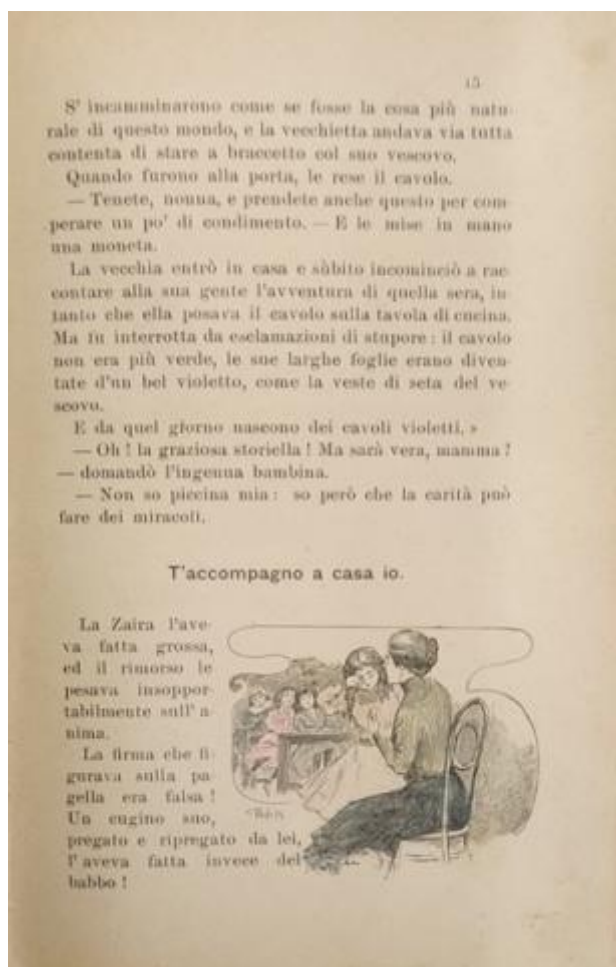 15
S' incamminarono come se fosse la cosa più natu-
rale di questo mondo, e la vecchietta andava via tutta
contenta di stare a braccetto col suo vescovo.
Quando furono alla porta, le rese il cavolo.
— Tenete, nonna, e prendete anche questo per com
perare un po' di condimento. — E le mise in mano
una moneta.
La vecchia entrò in casa e sùbito incominciò a rac
contare alla sua gente l'avventura di quella sera, in
tanto che ella posava il cavolo sulla tavola di cucina.
Ma fu interrotta da esclamazioni di stupore: il cavolo
non era più verde, le sue larghe foglie erano diven-
tate d'un bel violetto, come la veste di seta del ve
scovo.
E da quel giorno nascono dei cavoli violetti. »
— Oh! la graziosa storiella! Ma sarà vera, mamma?
— domandò l'ingenua bambina.
— Non so piccina mia: so però che la carità può
fare dei miracoli.
T'accompagno a casa io.
La Zaira l'ave-
va fatta grossa,
ed il rimorso le
pesava insoppor-
tabilmente sull'a-
nima.
La firma che fi-
gurava sulla pa-
gella era falsa!
Un cugino suo,
pregato e ripregato da lei,
l'aveva fatta invece del
babbo!